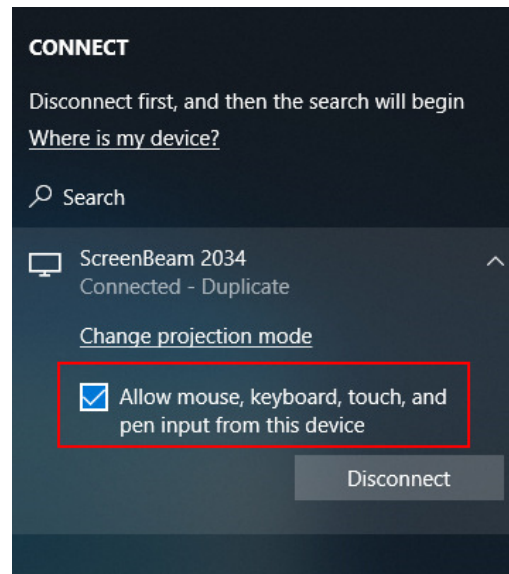 CONNECT
Disconnect first, and then the search will begin
Where is my device?
Search
ScreenBeam 2034
Connected - Duplicate
Change projection mode
Allow mouse, keyboard, touch, and
pen input from this device
Disconnect